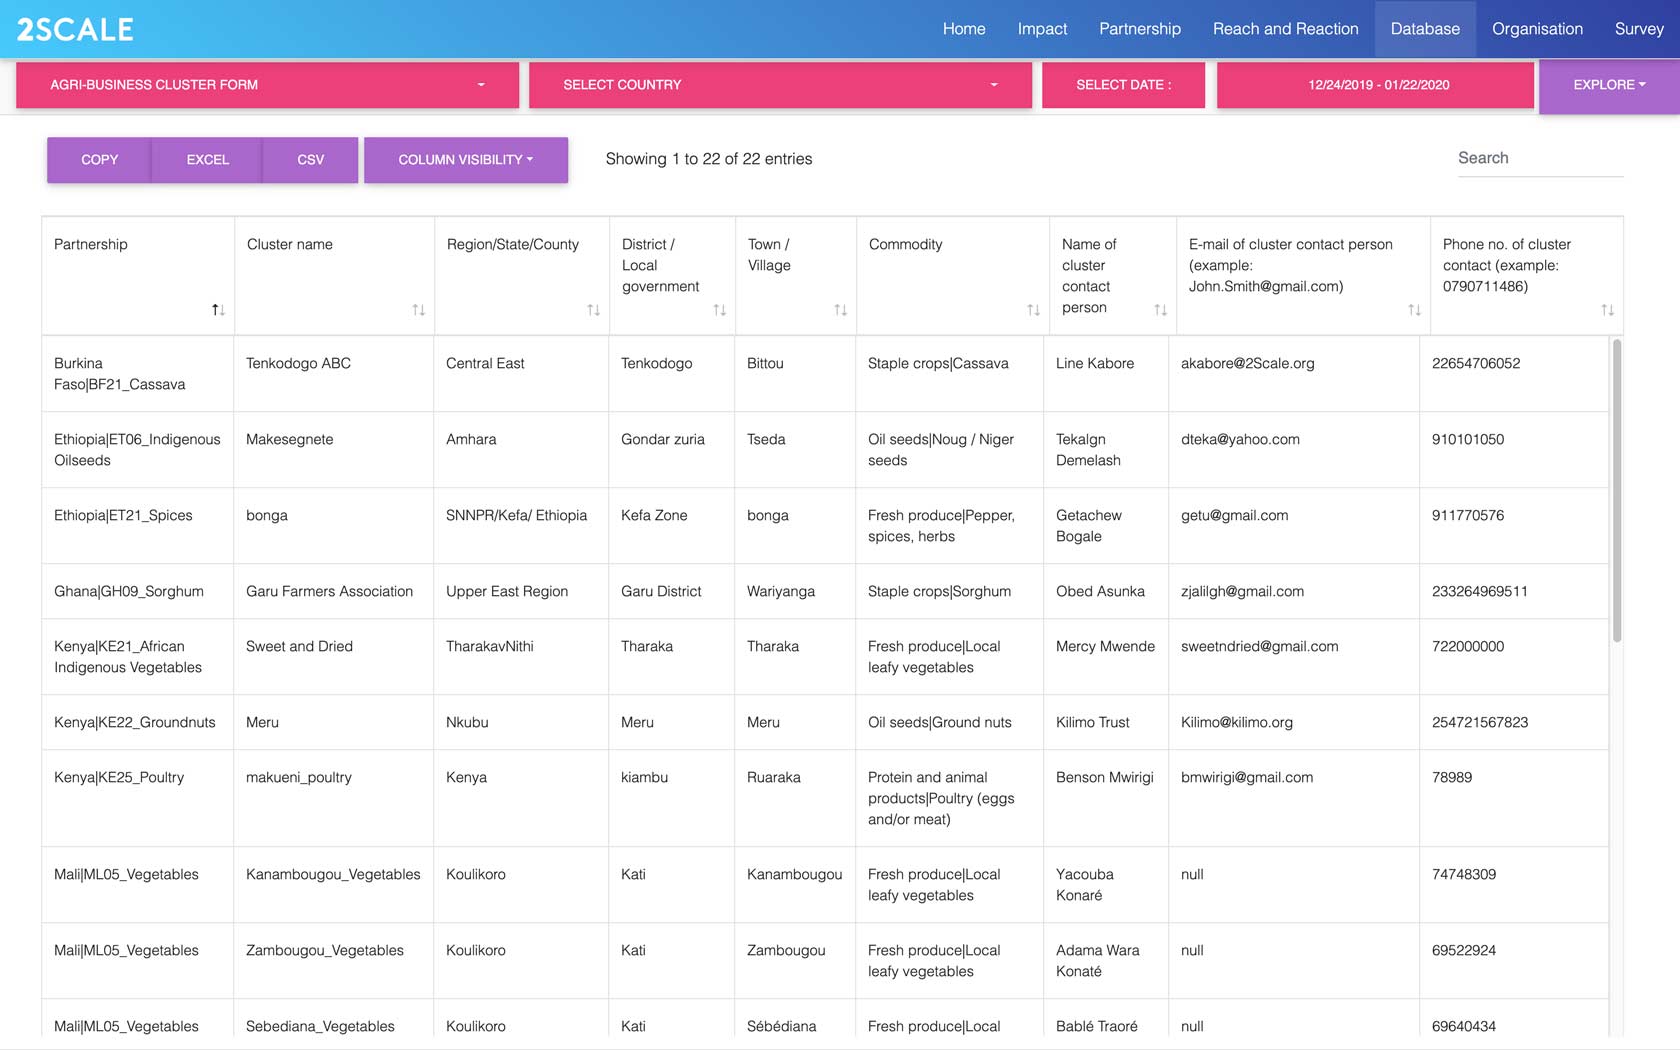 2SCALE
Home Impact Partnership Reach and Reaction Database Organisation Survey
AGRI-BUSINESS CLUSTER FORM SELECT COUNTRY SELECT DATE : 12/24/2019 - 01/22/2020 EXPLORE
COPY EXCEL CSV COLUMN VISIBILITY Showing 1 to 22 of 22 entries Search
Partnership
Cluster name
Region/State/County
District /
Local
government
Town /
Village
Commodity
Name of
cluster
contact
person
E-mail of cluster contact person
(example:
John.Smith@gmail.com)
Phone no. of cluster
contact (example:
0790711486)
Burkina
Faso|BF21_Cassava
Tenkodogo ABC
Central East
Tenkodogo
Bittou
Staple crops|Cassava
Line Kabore
akabore@2Scale.org
22654706052
Ethiopia|ET06_Indigenous
Oilseeds
Makesegnete
Amhara
Gondar zuria
Tseda
Oil seeds|Noug / Niger
seeds
Tekalgn
Demelash
dteka@yahoo.com
910101050
Ethiopia|ET21_Spices
bonga
SNNPR/Kefa/ Ethiopia
Kefa Zone
bonga
Fresh produce|Pepper,
spices, herbs
Getachew
Bogale
getu@gmail.com
911770576
Ghana|GH09_Sorghum
Garu Farmers Association
Upper East Region
Garu District
Wariyanga
Staple crops|Sorghum
Obed Asunka
zjalilgh@gmail.com
233264969511
Kenya|KE21_African
Indigenous Vegetables
Sweet and Dried
TharakavNithi
Tharaka
Tharaka
Fresh produce|Local
leafy vegetables
Mercy Mwende
sweetndried@gmail.com
722000000
Kenya|KE22_Groundnuts
Meru
Nkubu
Meru
Meru
Oil seeds|Ground nuts
Kilimo Trust
Kilimo@kilimo.org
254721567823
Kenya|KE25_Poultry
makueni_poultry
Kenya
kiambu
Ruaraka
Protein and animal
products|Poultry (eggs
and/or meat)
Benson Mwirigi
bmwirigi@gmail.com
78989
Mali|ML05_Vegetables
Kanambougou_Vegetables
Koulikoro
Kati
Kanambougou
Fresh produce|Local
leafy vegetables
Yacouba
Konaré
null
74748309
Mali|ML05_Vegetables
Zambougou_Vegetables
Koulikoro
Kati
Zambougou
Fresh produce|Local
leafy vegetables
Adama Wara
Konaté
null
69522924
Mali|ML05_Vegetables
Sebediana_Vegetables
Koulikoro
Kati
Sébédiana
Fresh produce|Local
Bablé Traoré
null
69640434